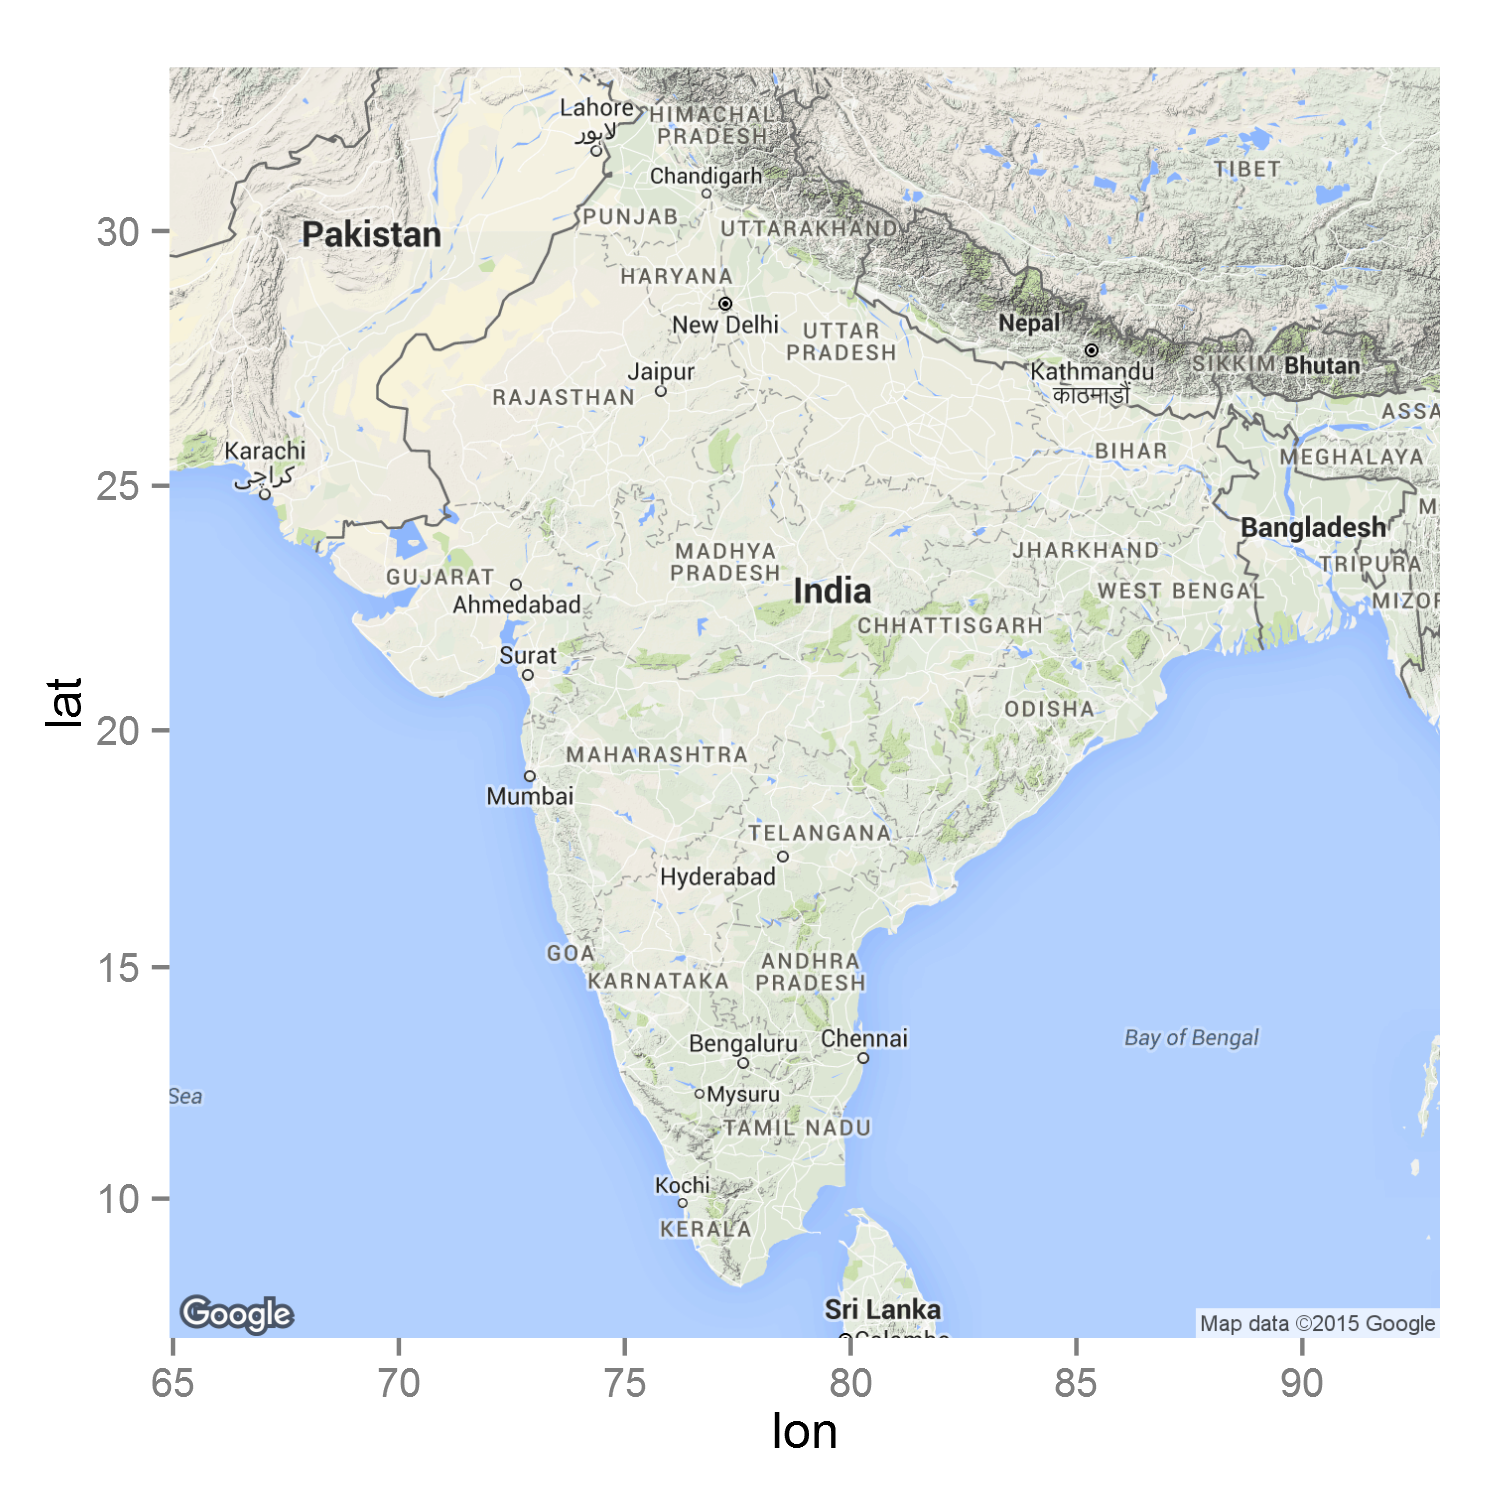 Lahore
لاہور
HIMACHAL
PRADESH
TIBET
Chandigarh
PUNJAB
UTTARAKHAND
30
Pakistan
HARYANA
New Delhi
UTTAR
PRADESH
Nepal
Kathmandu
काठमाडौं
SIKKIM
Bhutan
Jaipur
RAJASTHAN
ASSA
Karachi
کراچی
BIHAR
MEGHALAYA
25
M
Bangladesh
MADHYA
PRADESH
JHARKHAND
TRIPURA
GUJARAT
India
WEST BENGAL
MIZOR
Ahmedabad
CHHATTISGARH
Surat
lat
ODISHA
20
MAHARASHTRA
Mumbai
TELANGANA
Hyderabad
GOA
15
ANDHRA
PRADESH
KARNATAKA
Bengaluru
Chennai
Bay of Bengal
Sea
Mysuru
TAMIL NADU
Kochi
10
KERALA
Sri Lanka
Colombo
Google
Map data ©2015 Google
65
70
75
80
85
90
lon